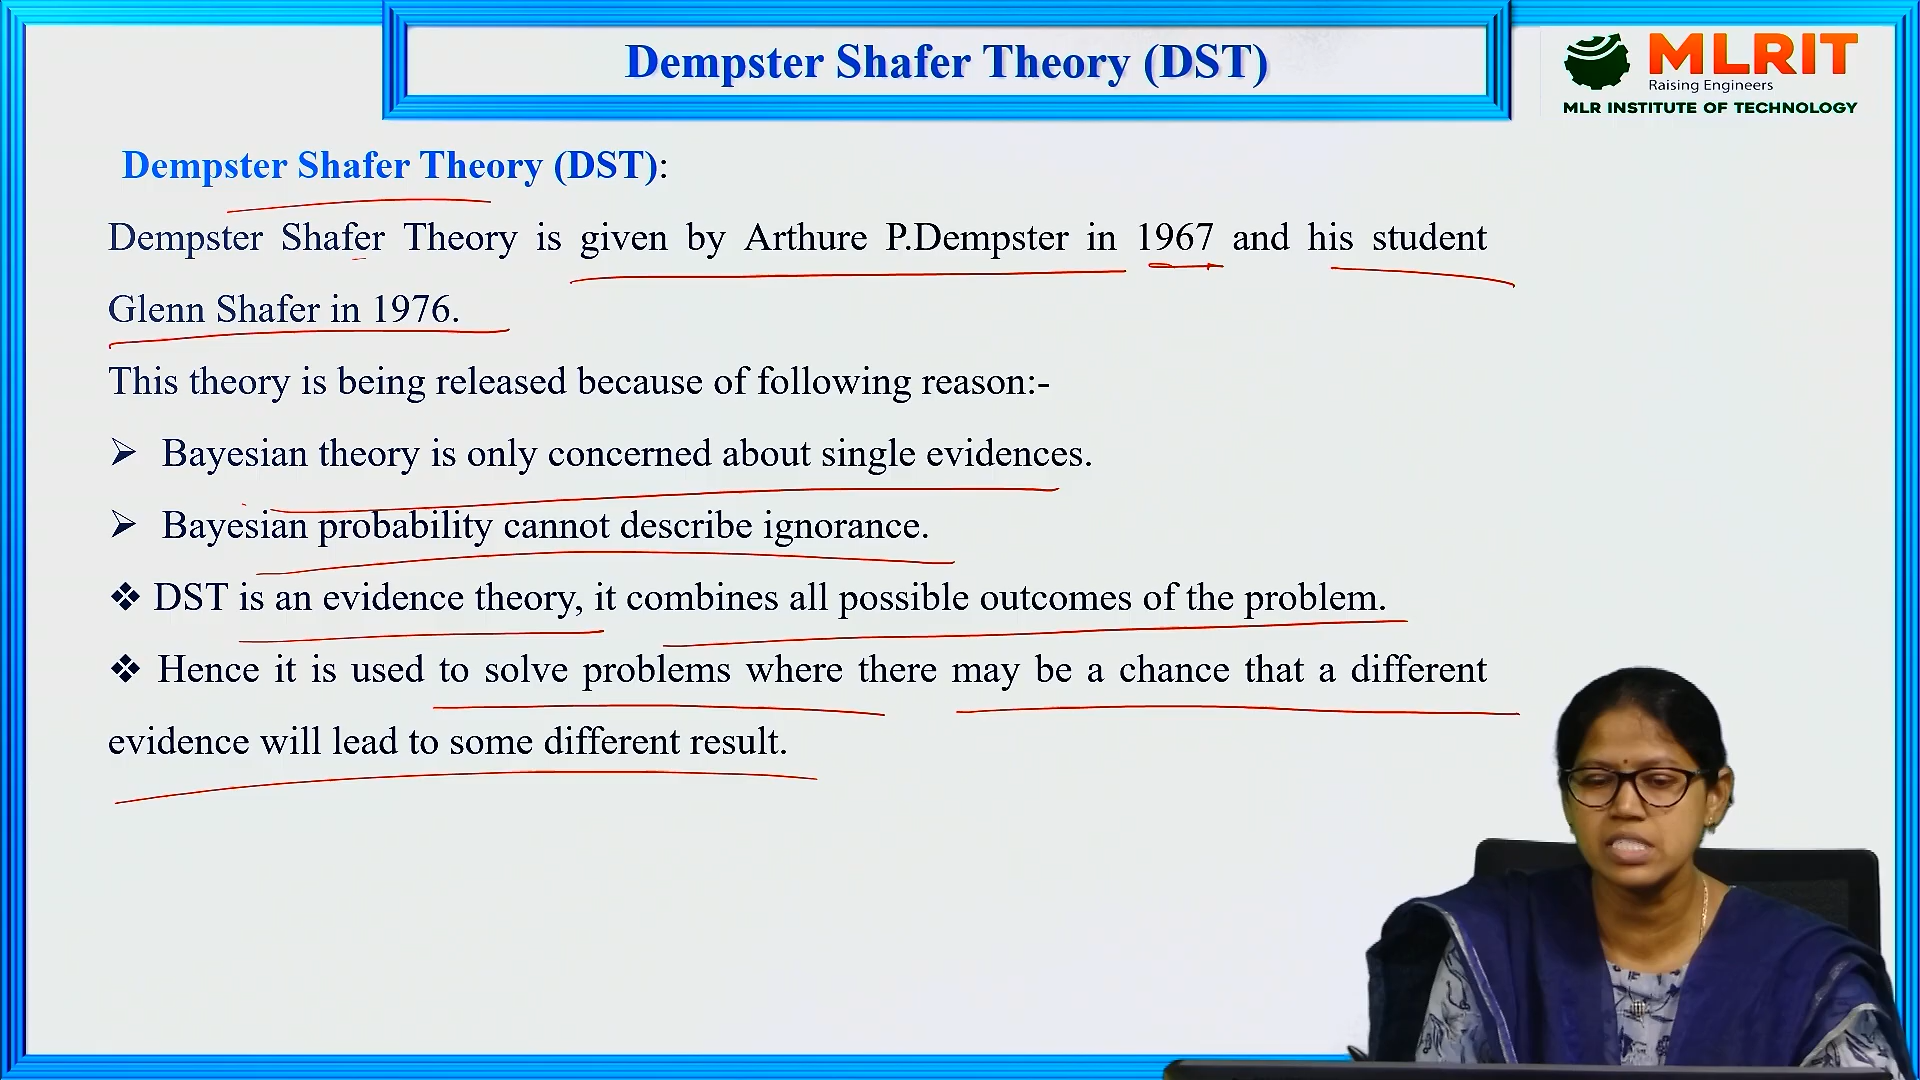 Dempster Shafer Theory (DST)
MLRIT
Raising Engineers
MLR INSTITUTE OF TECHNOLOGY
Dempster Shafer Theory (DST):
Dempster Shafer Theory is given by Arthure P.Dempster in 1967 and his student
Glenn Shafer in 1976.
This theory is being released because of following reason:-
➢ Bayesian theory is only concerned about single evidences.
➢ Bayesian probability cannot describe ignorance.
❖ DST is an evidence theory, it combines all possible outcomes of the problem.
❖ Hence it is used to solve problems where there may be a chance that a different
evidence will lead to some different result.